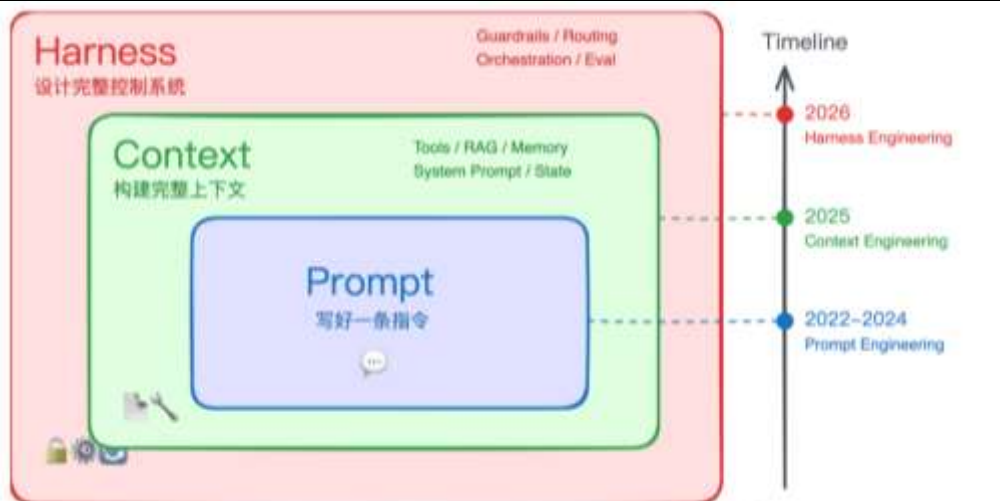 Harness
设计完整控制系统
Guardrails / Routing
Orchestration / Eval
Context
构建完整上下文
Tools / RAG / Memory
System Prompt / State
Prompt
写好一条指令
Timeline
2026
Harness Engineering
2025
Context Engineering
2022-2024
Prompt Engineering